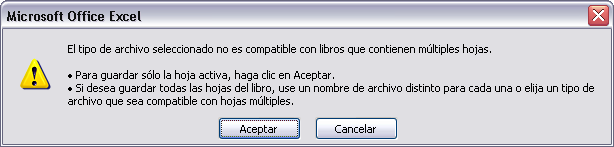 Microsoft Office Excel
El tipo de archivo seleccionado no es compatible con libros que contienen múltiples hojas.
• Para guardar sólo la hoja activa, haga clic en Aceptar.
• Si desea guardar todas las hojas del libro, use un nombre de archivo distinto para cada una o elija un tipo de
archivo que sea compatible con hojas múltiples.
Aceptar
Cancelar